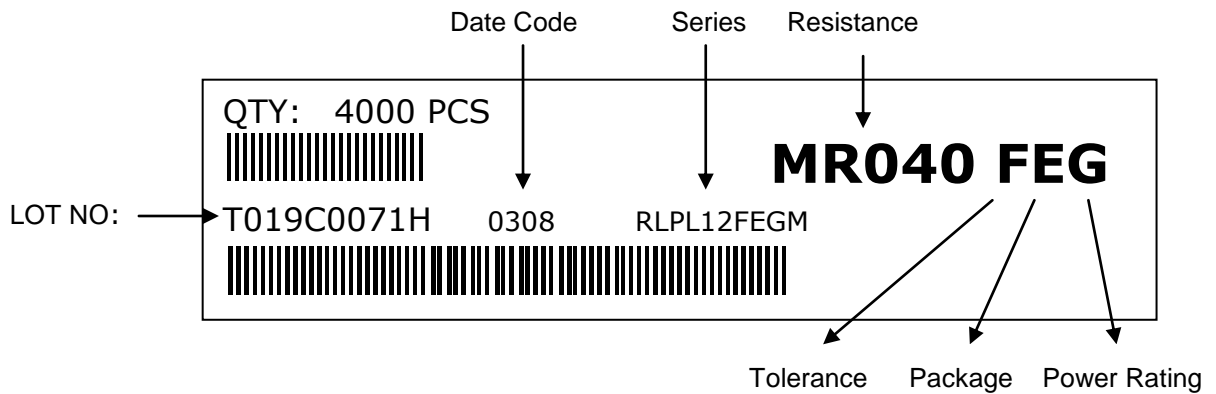 Date Code Series Resistance
QTY: 4000 PCS
MR040 FEG
LOT NO: T019C0071H 0308 RLPL12FEGM
Tolerance Package Power Rating